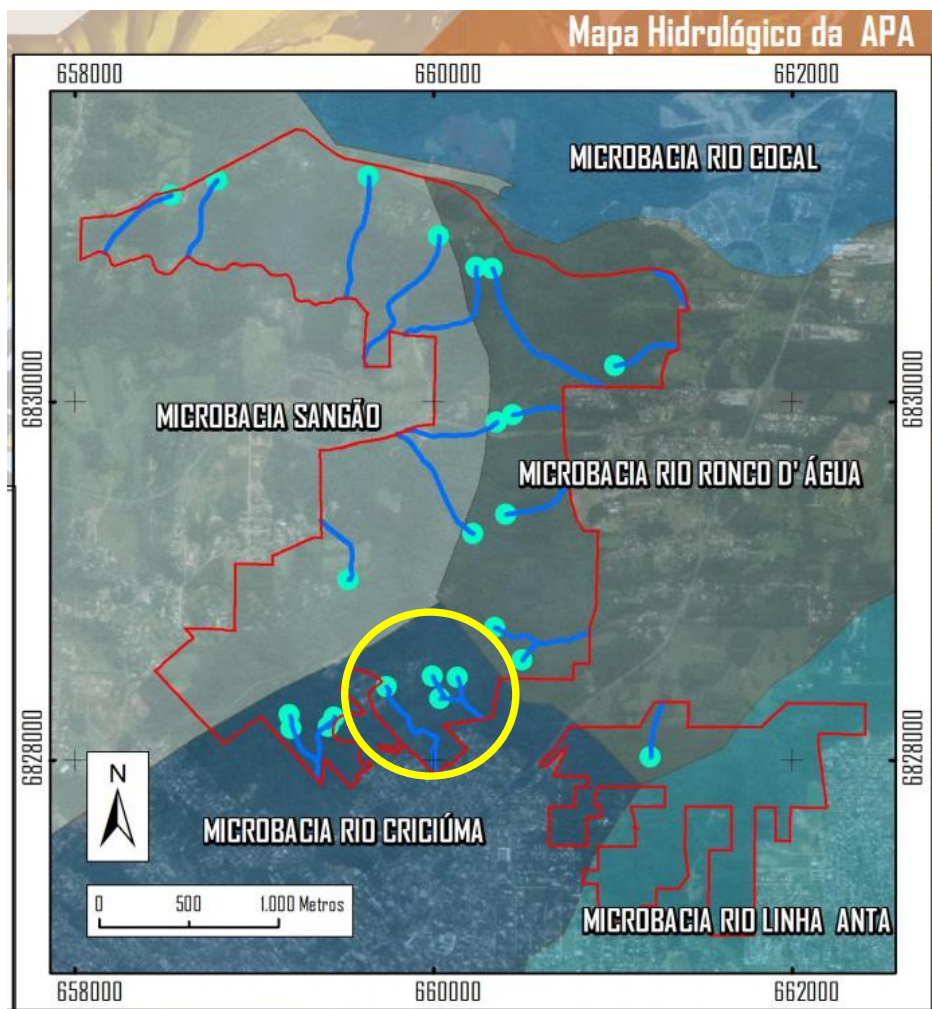 Mapa Hidrológico da APA
658000 660000 662000
MICROBACIA RIO COCAL
6830000 6830000
MICROBACIA SANGÃO
MICROBACIA RIO RONCO D' ÁGUA
6828000 6828000
N
MICROBACIA RIO CRICIÚMA
0 500 1.000 Metros
MICROBACIA RIO LINHA ANTA
658000 660000 662000